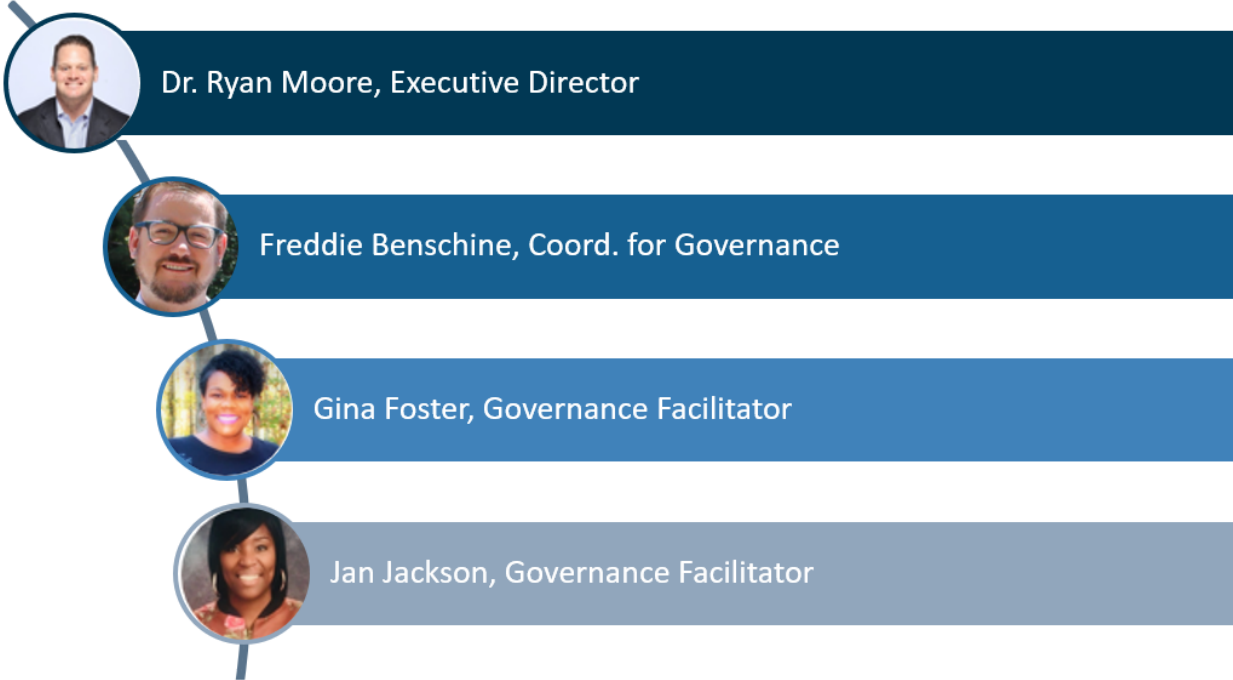 Dr. Ryan Moore, Executive Director
Freddie Benschine, Coord. for Governance
Gina Foster, Governance Facilitator
Jan Jackson, Governance Facilitator